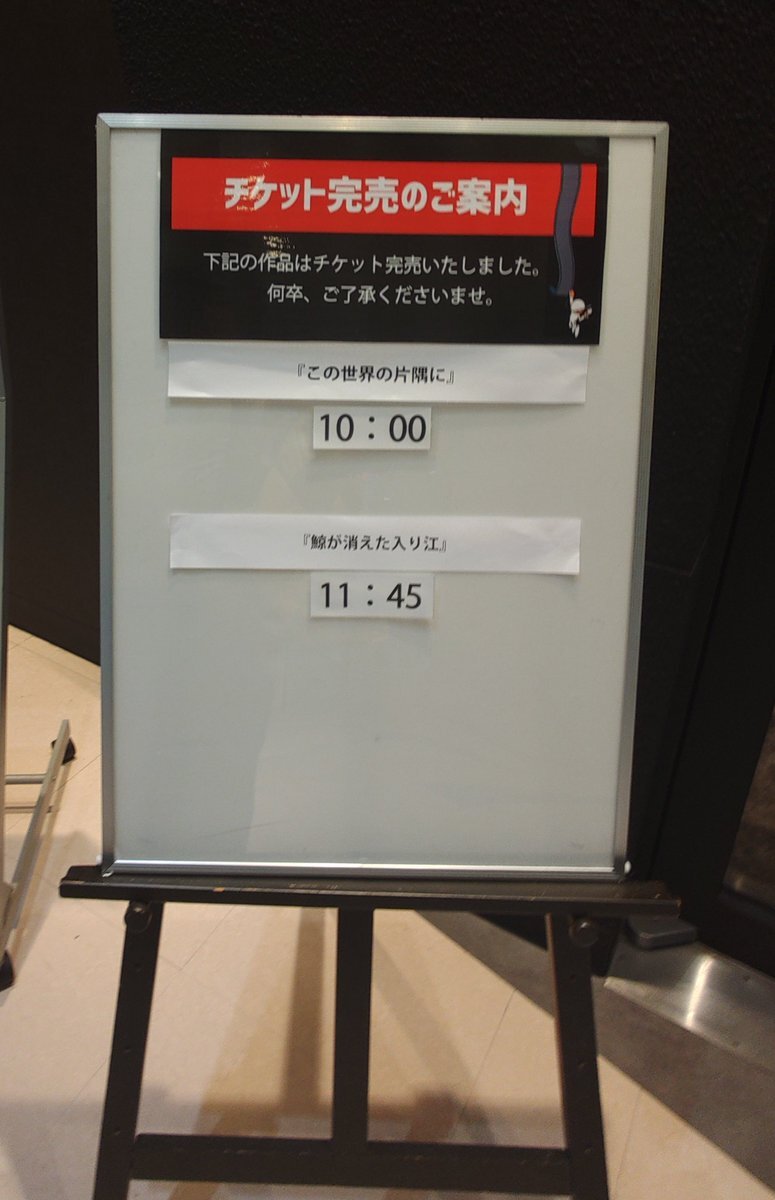 チケット完売のご案内
下記の作品はチケット完売いたしました。
何卒、ご了承くださいませ。
『この世界の片隅に』
10：00
『鯨が消えた入り江』
11：45